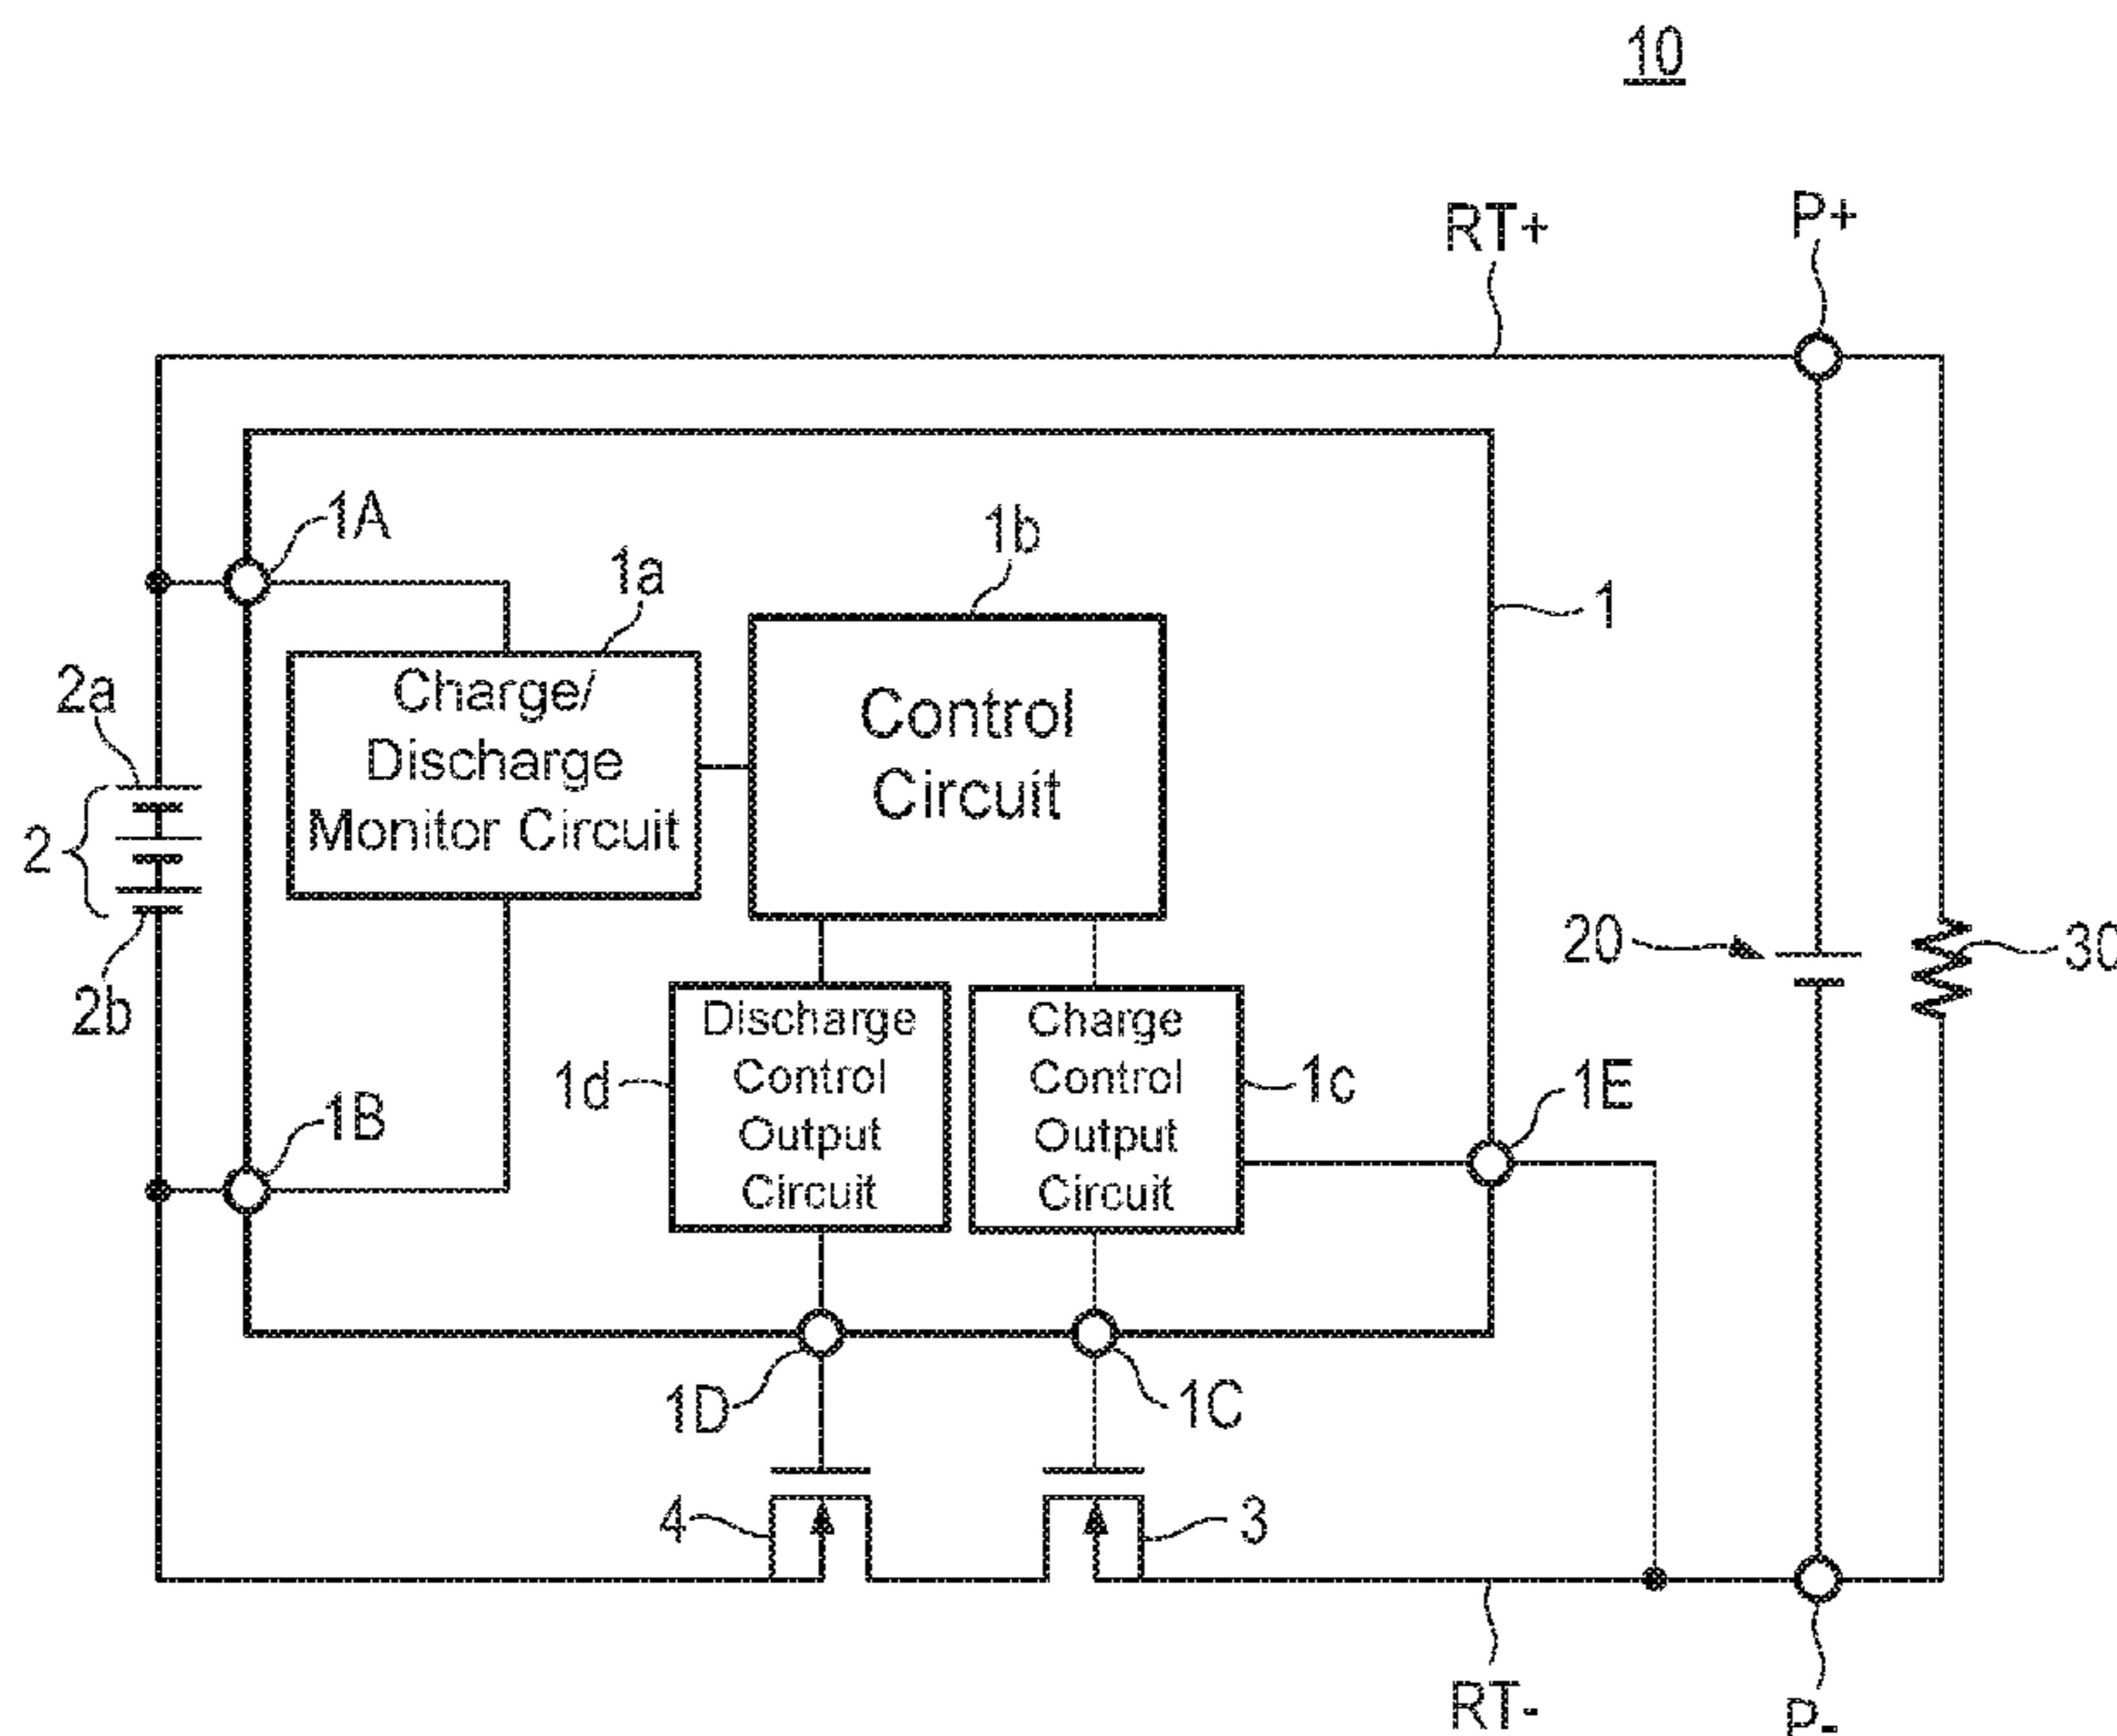 10
RT+
P+
1A
1a
1b
1
2a
Charge/
Discharge
Monitor Circuit
Control
Circuit
2
2b
20
30
1d
Discharge
Control
Output
Circuit
Charge
Control
Output
Circuit
1c
1E
1B
1D
1C
4
3
RT-
P-